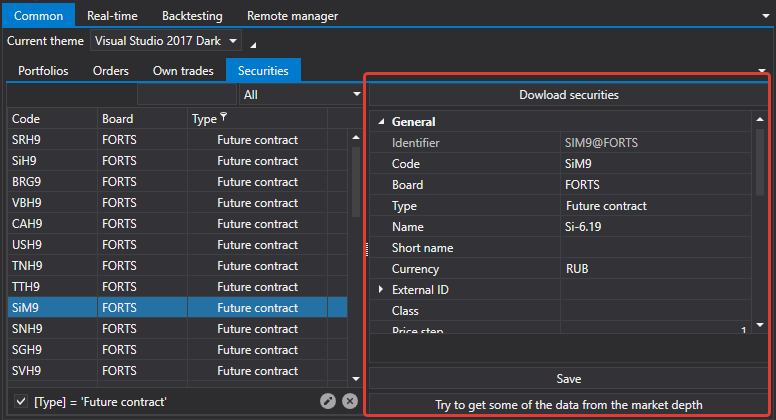 Common Real-time Backtesting Remote manager
Current theme Visual Studio 2017 Dark
Portfolios Orders Own trades Securities
All
Code Board Type
SRH9 FORTS Future contract
SiH9 FORTS Future contract
BRG9 FORTS Future contract
VBH9 FORTS Future contract
CAH9 FORTS Future contract
USH9 FORTS Future contract
TNH9 FORTS Future contract
TTH9 FORTS Future contract
SiM9 FORTS Future contract
SNH9 FORTS Future contract
SGH9 FORTS Future contract
SVH9 FORTS Future contract
[Type] = 'Future contract'
Dowload securities
General
Identifier SIM9@FORTS
Code SiM9
Board FORTS
Type Future contract
Name Si-6.19
Short name
Currency RUB
External ID
Class
Price step 1
Save
Try to get some of the data from the market depth